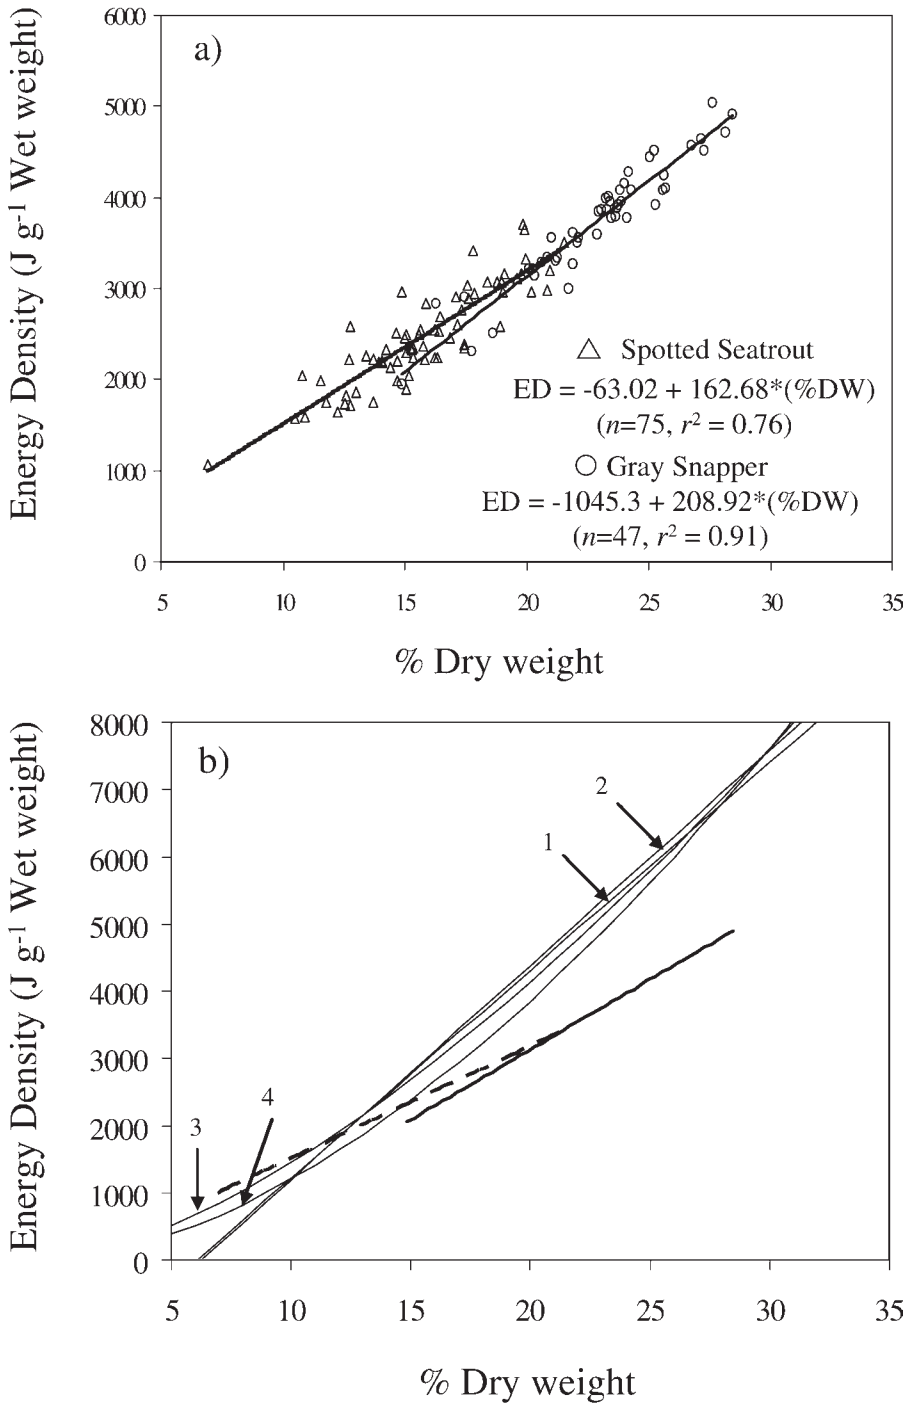 6000
5000
4000
3000
2000
1000
0
Energy Density (J g⁻¹ Wet weight)
a)
△ Spotted Seatrout
ED = -63.02 + 162.68*(%DW)
(n=75, r² = 0.76)
○ Gray Snapper
ED = -1045.3 + 208.92*(%DW)
(n=47, r² = 0.91)
5 10 15 20 25 30 35
% Dry weight
8000
7000
6000
5000
4000
3000
2000
1000
0
Energy Density (J g⁻¹ Wet weight)
b)
2
1
4
3
5 10 15 20 25 30 35
% Dry weight